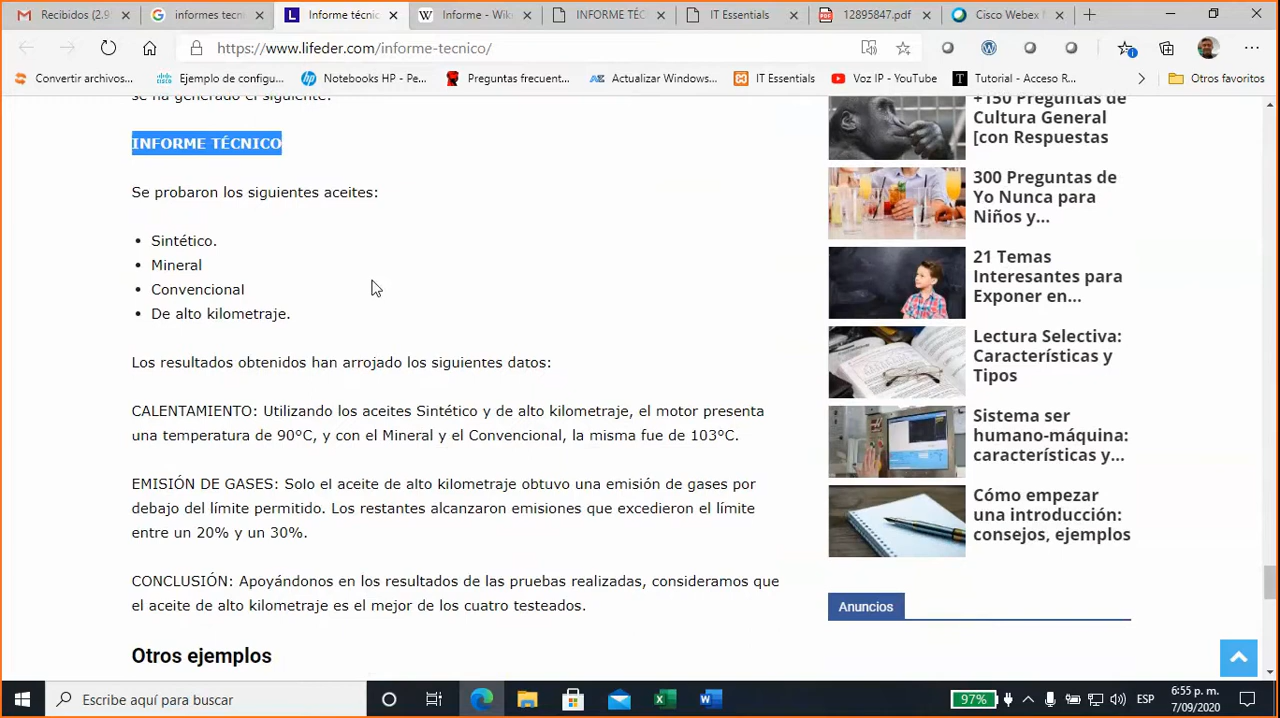 Recibidos (2.9
informes tecni
Informe técnic
Informe - Wiki
INFORME TÉC
IT Essentials
12895847.pdf
Cisco Webex M
https://www.lifeder.com/informe-tecnico/
Convertir archivos...
Ejemplo de configu...
Notebooks HP - Pe...
Preguntas frecuent...
Actualizar Windows...
IT Essentials
Voz IP - YouTube
Tutorial - Acceso R...
Otros favoritos
INFORME TÉCNICO
Se probaron los siguientes aceites:
• Sintético.
• Mineral
• Convencional
• De alto kilometraje.
Los resultados obtenidos han arrojado los siguientes datos:
CALENTAMIENTO: Utilizando los aceites Sintético y de alto kilometraje, el motor presenta
una temperatura de 90°C, y con el Mineral y el Convencional, la misma fue de 103°C.
EMISIÓN DE GASES: Solo el aceite de alto kilometraje obtuvo una emisión de gases por
debajo del límite permitido. Los restantes alcanzaron emisiones que excedieron el límite
entre un 20% y un 30%.
CONCLUSIÓN: Apoyándonos en los resultados de las pruebas realizadas, consideramos que
el aceite de alto kilometraje es el mejor de los cuatro testeados.
Otros ejemplos
+150 Preguntas de
Cultura General
[con Respuestas
300 Preguntas de
Yo Nunca para
Niños y...
21 Temas
Interesantes para
Exponer en...
Lectura Selectiva:
Características y
Tipos
Sistema ser
humano-máquina:
características y...
Cómo empezar
una introducción:
consejos, ejemplos
Anuncios
Escribe aquí para buscar
97%
ESP
6:55 p. m.
7/09/2020